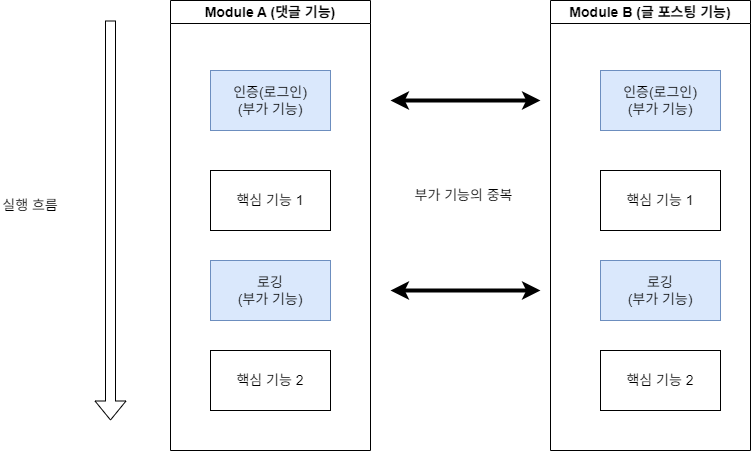 Module A (댓글 기능)
Module B (글 포스팅 기능)
인증(로그인)
(부가 기능)
인증(로그인)
(부가 기능)
실행 흐름
핵심 기능 1
부가 기능의 중복
핵심 기능 1
로깅
(부가 기능)
로깅
(부가 기능)
핵심 기능 2
핵심 기능 2